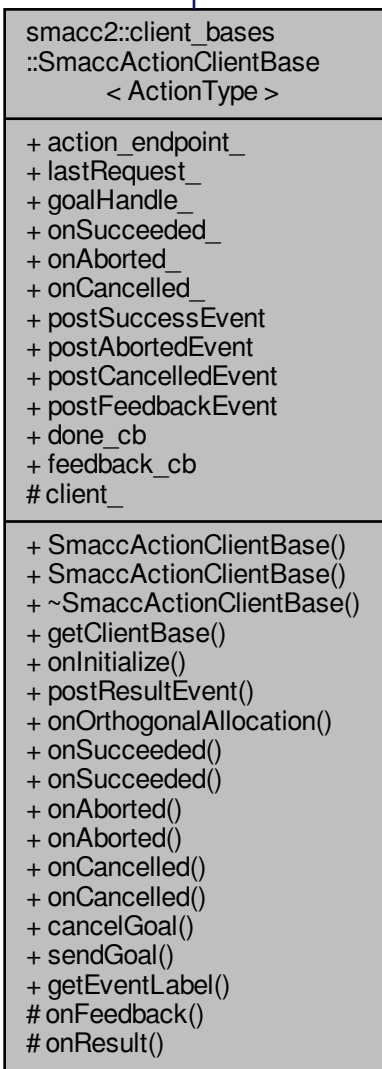 smacc2::client_bases
::SmaccActionClientBase
< ActionType >
+ action_endpoint_
+ lastRequest_
+ goalHandle_
+ onSucceeded_
+ onAborted_
+ onCancelled_
+ postSuccessEvent
+ postAbortedEvent
+ postCancelledEvent
+ postFeedbackEvent
+ done_cb
+ feedback_cb
# client_
+ SmaccActionClientBase()
+ SmaccActionClientBase()
+ ~SmaccActionClientBase()
+ getClientBase()
+ onInitialize()
+ postResultEvent()
+ onOrthogonalAllocation()
+ onSucceeded()
+ onSucceeded()
+ onAborted()
+ onAborted()
+ onCancelled()
+ onCancelled()
+ cancelGoal()
+ sendGoal()
+ getEventLabel()
# onFeedback()
# onResult()